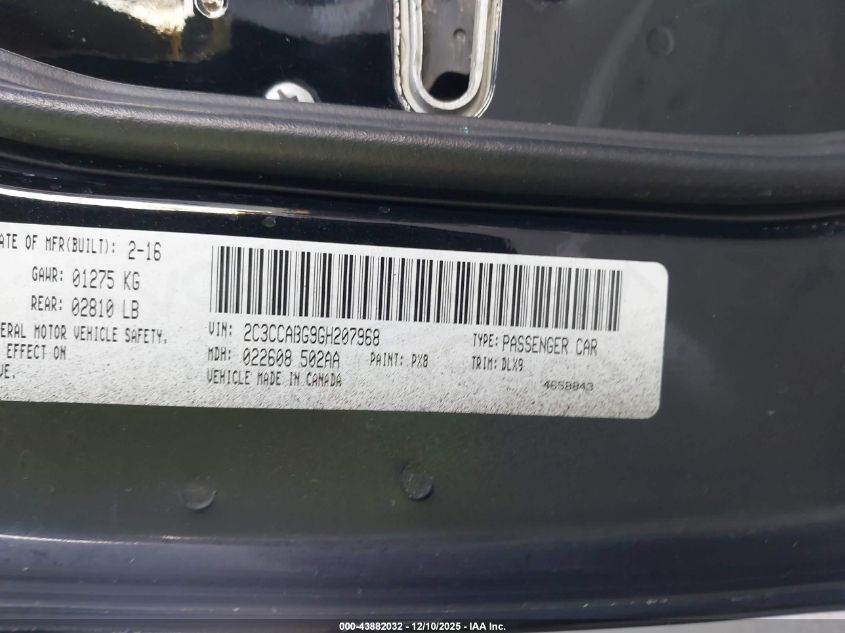 ATE OF MFR(BUILT): 2-16
GAWR: 01275 KG
REAR: 02810 LB
ERAL MOTOR VEHICLE SAFETY,
EFFECT ON
VE.
VIN: 2C3CCABG9GH207968
TYPE: PASSENGER CAR
MDH: 022608 502AA PAINT: PX8
TRIM: DLX9
VEHICLE MADE IN CANADA
4658843
000-43882032 - 12/10/2025 - IAA Inc.